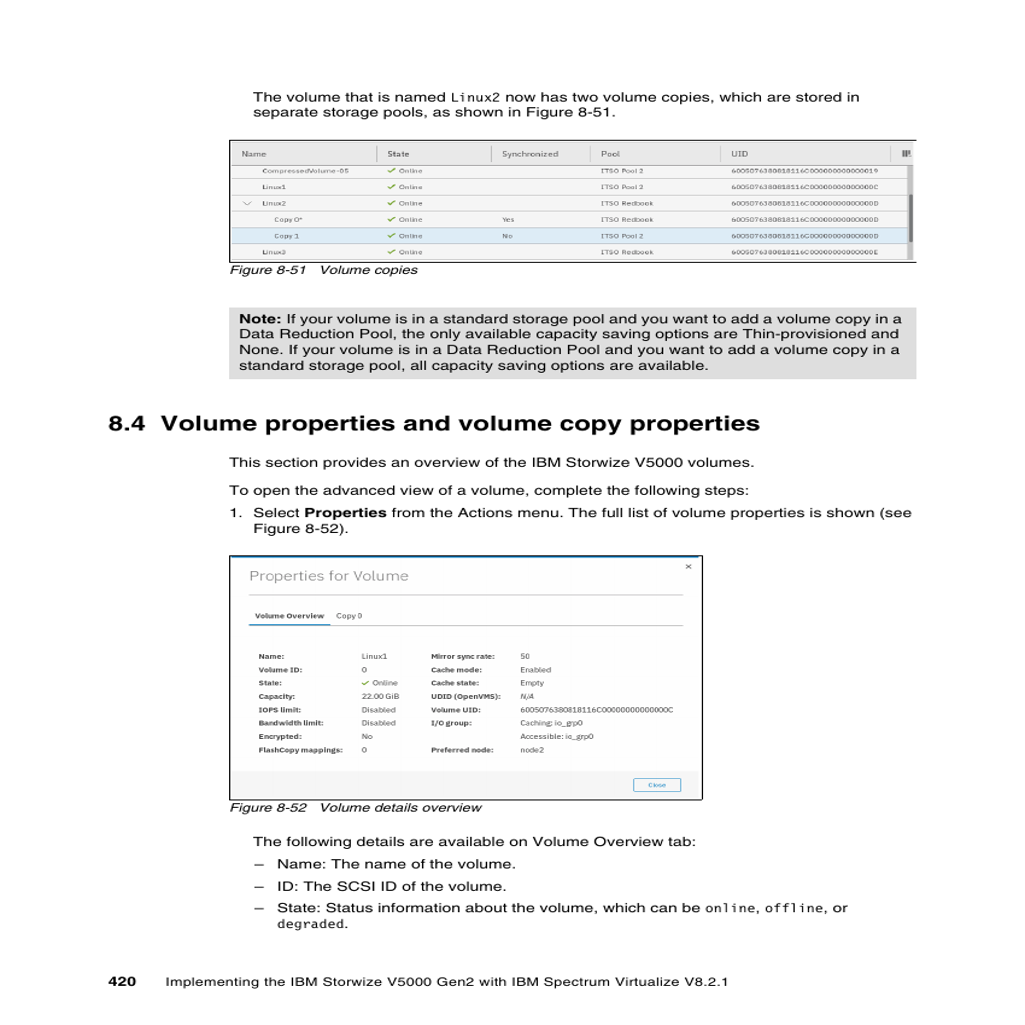 The volume that is named Linux2 now has two volume copies, which are stored in
separate storage pools, as shown in Figure 8-51.
Name State Synchronized Pool UID
CompressedVolume-05 Online ITSO Pool 2 6005076380818116C000000000000019
Linux1 Online ITSO Pool 2 6005076380818116C00000000000000C
Linux2 Online ITSO Redbook 6005076380818116C00000000000000D
Copy 0* Online Yes ITSO Redbook 6005076380818116C00000000000000D
Copy 1 Online No ITSO Pool 2 6005076380818116C00000000000000D
Linux3 Online ITSO Redbook 6005076380818116C00000000000000E
Figure 8-51 Volume copies
Note: If your volume is in a standard storage pool and you want to add a volume copy in a
Data Reduction Pool, the only available capacity saving options are Thin-provisioned and
None. If your volume is in a Data Reduction Pool and you want to add a volume copy in a
standard storage pool, all capacity saving options are available.
8.4 Volume properties and volume copy properties
This section provides an overview of the IBM Storwize V5000 volumes.
To open the advanced view of a volume, complete the following steps:
1. Select Properties from the Actions menu. The full list of volume properties is shown (see
Figure 8-52).
Properties for Volume
Volume Overview Copy 0
Name: Linux1 Mirror sync rate: 50
Volume ID: 0 Cache mode: Enabled
State: Online Cache state: Empty
Capacity: 22.00 GiB UDID (OpenVMS): N/A
IOPS limit: Disabled Volume UID: 6005076380818116C00000000000000C
Bandwidth limit: Disabled I/O group: Caching: io_grp0
Encrypted: No Accessible: io_grp0
FlashCopy mappings: 0 Preferred node: node2
Close
Figure 8-52 Volume details overview
The following details are available on Volume Overview tab:
– Name: The name of the volume.
– ID: The SCSI ID of the volume.
– State: Status information about the volume, which can be online, offline, or
degraded.
420 Implementing the IBM Storwize V5000 Gen2 with IBM Spectrum Virtualize V8.2.1